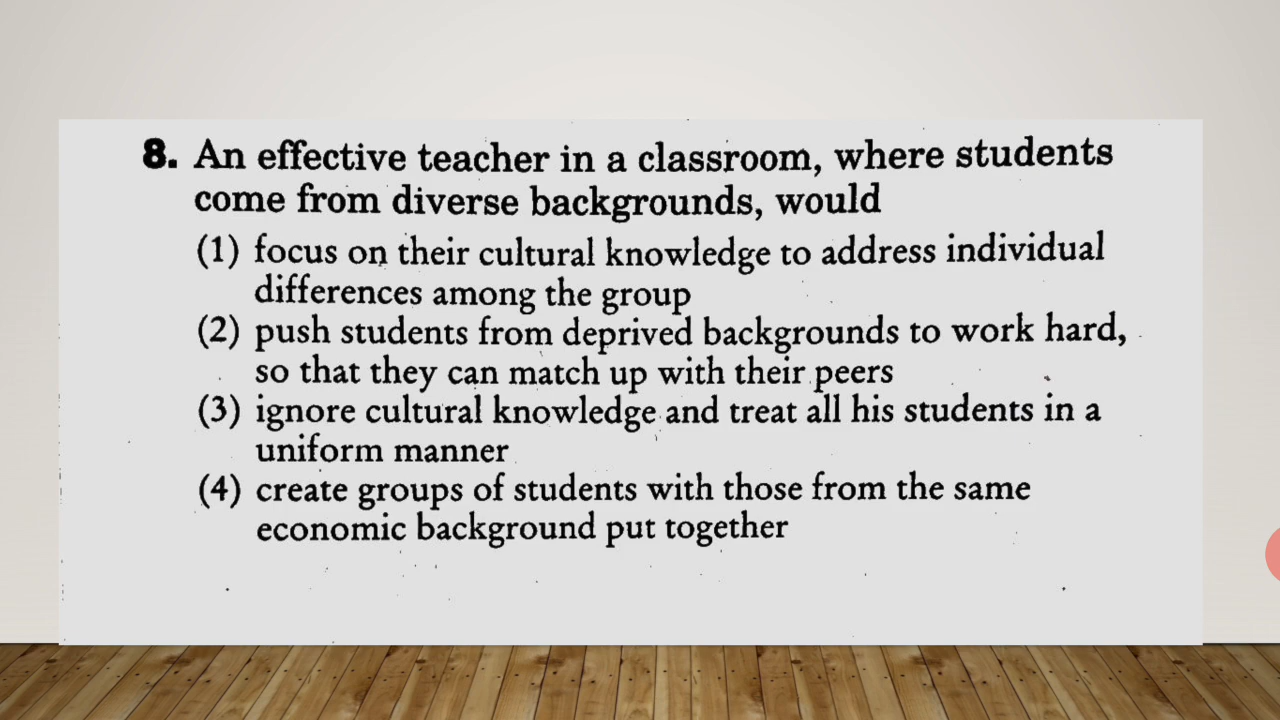 8. An effective teacher in a classroom, where students
come from diverse backgrounds, would
(1) focus on their cultural knowledge to address individual
differences among the group
(2) push students from deprived backgrounds to work hard,
so that they can match up with their peers
(3) ignore cultural knowledge and treat all his students in a
uniform manner
(4) create groups of students with those from the same
economic background put together